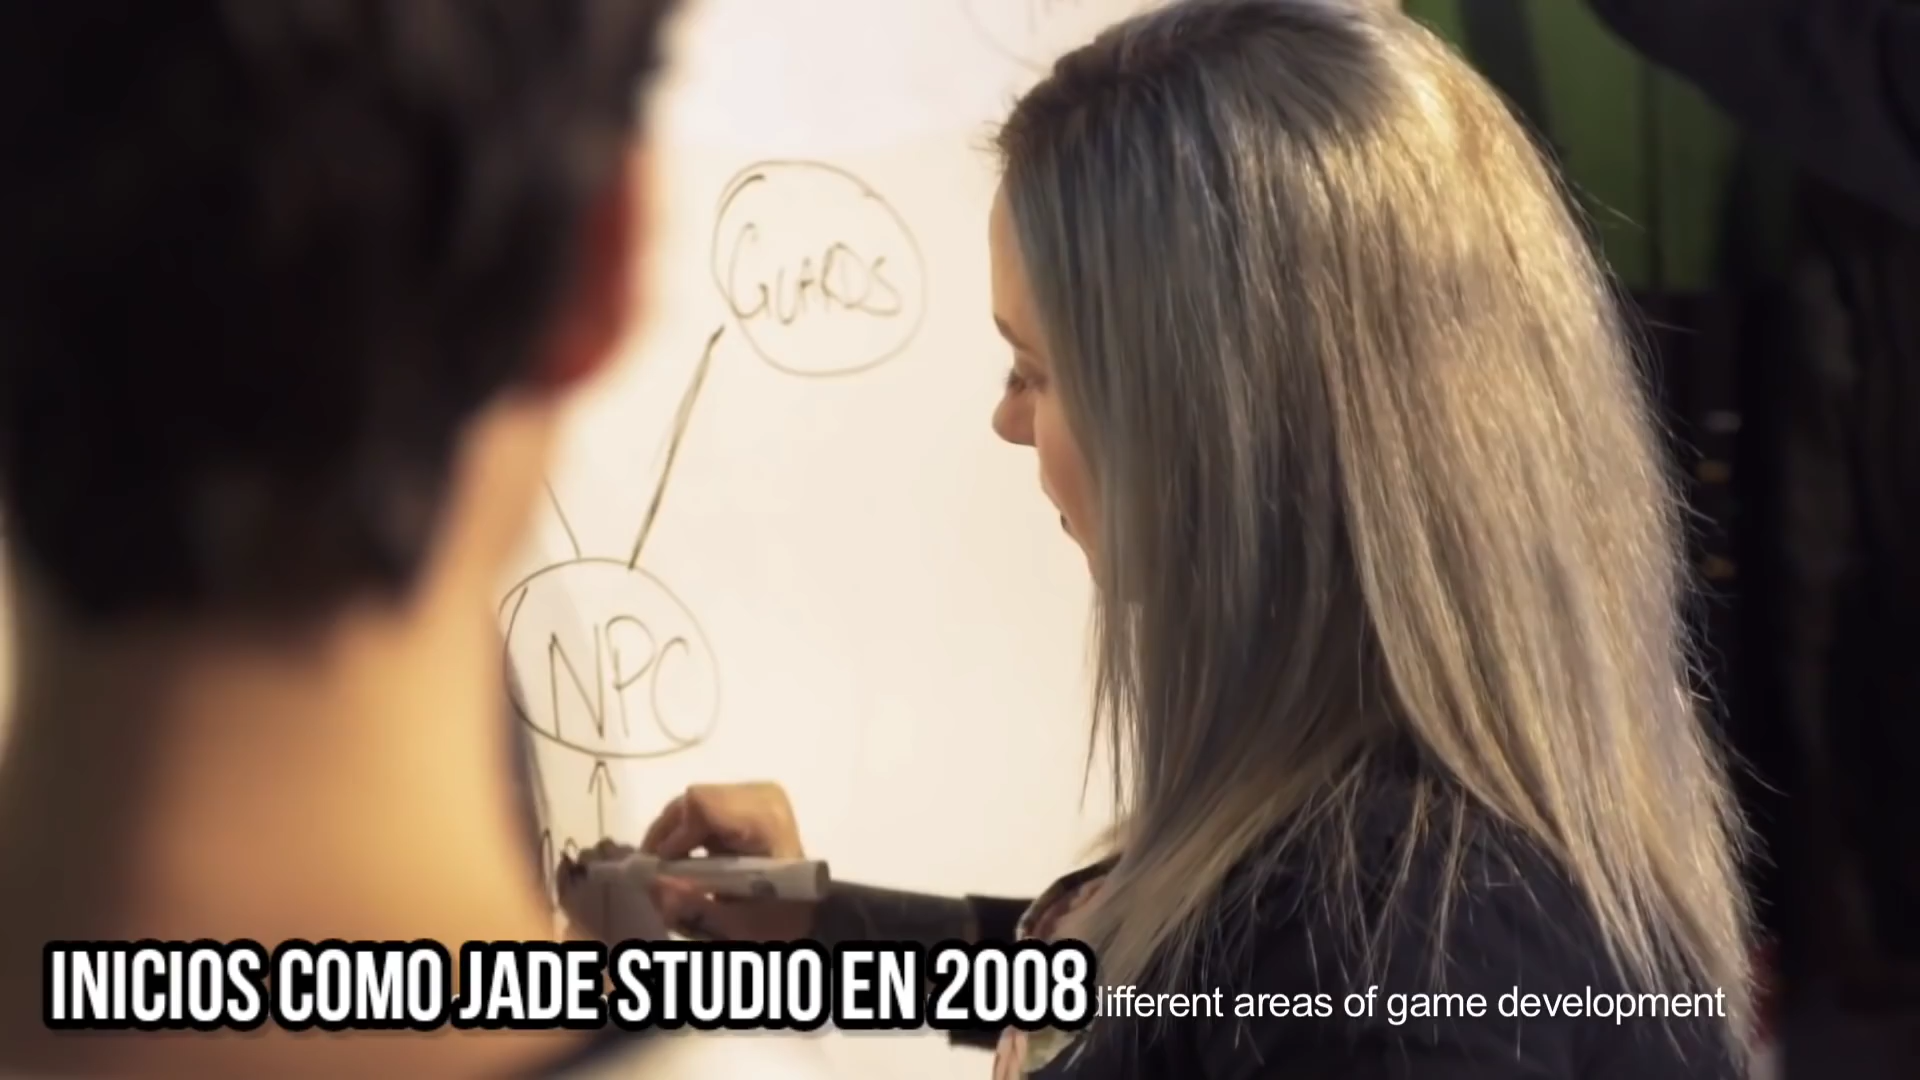 GUARDS
NPC
INICIOS COMO JADE STUDIO EN 2008
different areas of game development